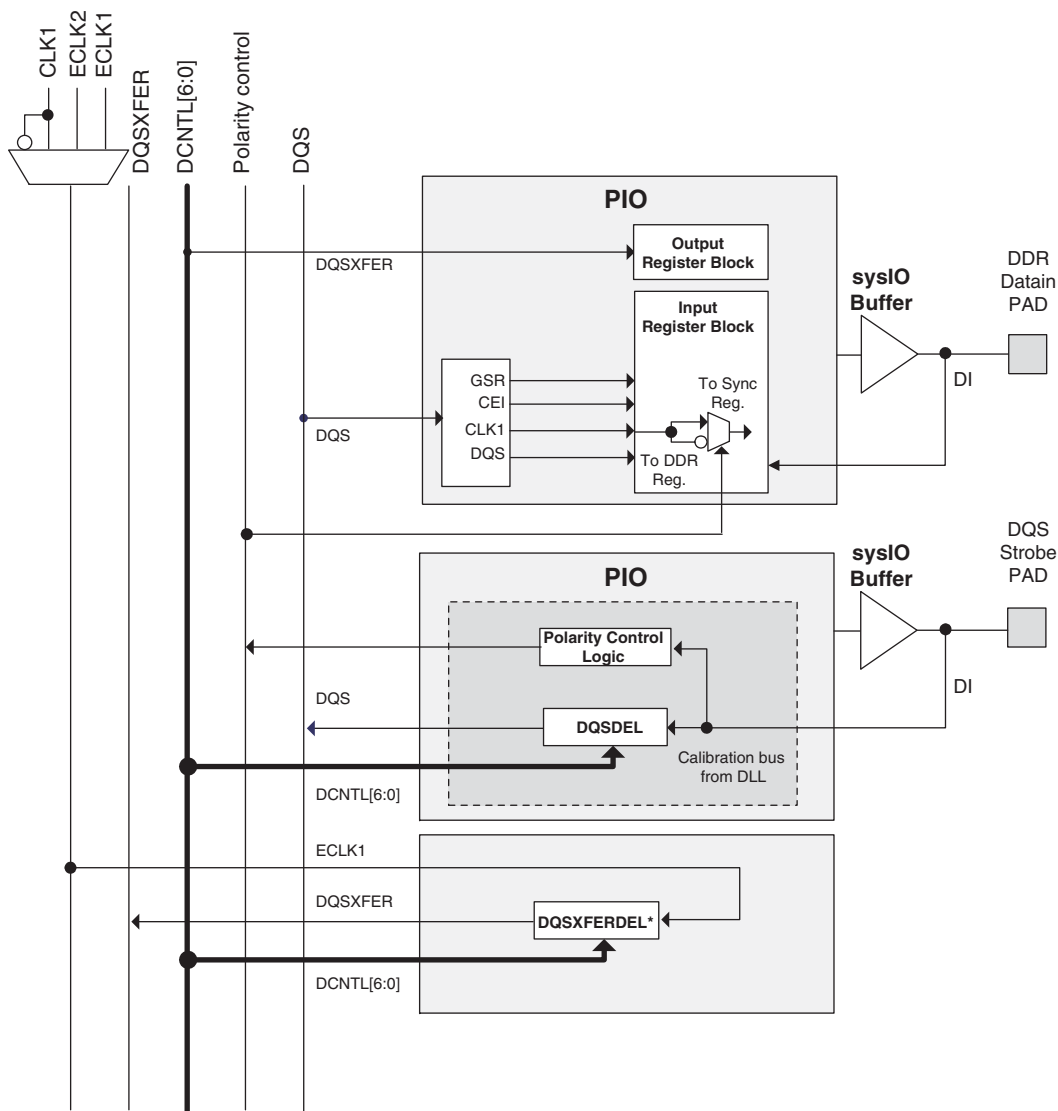 CLK1
ECLK2
ECLK1
DQSXFER
DCNTL[6:0]
Polarity control
DQS
PIO
Output
Register Block
DQSXFER
Input
Register Block
sysIO
Buffer
DDR
Datain
PAD
GSR
CEI
CLK1
DQS
To Sync
Reg.
To DDR
Reg.
DI
DQS
PIO
sysIO
Buffer
DQS
Strobe
PAD
Polarity Control
Logic
DI
DQS
DQSDEL
Calibration bus
from DLL
DCNTL[6:0]
ECLK1
DQSXFER
DQSXFERDEL*
DCNTL[6:0]